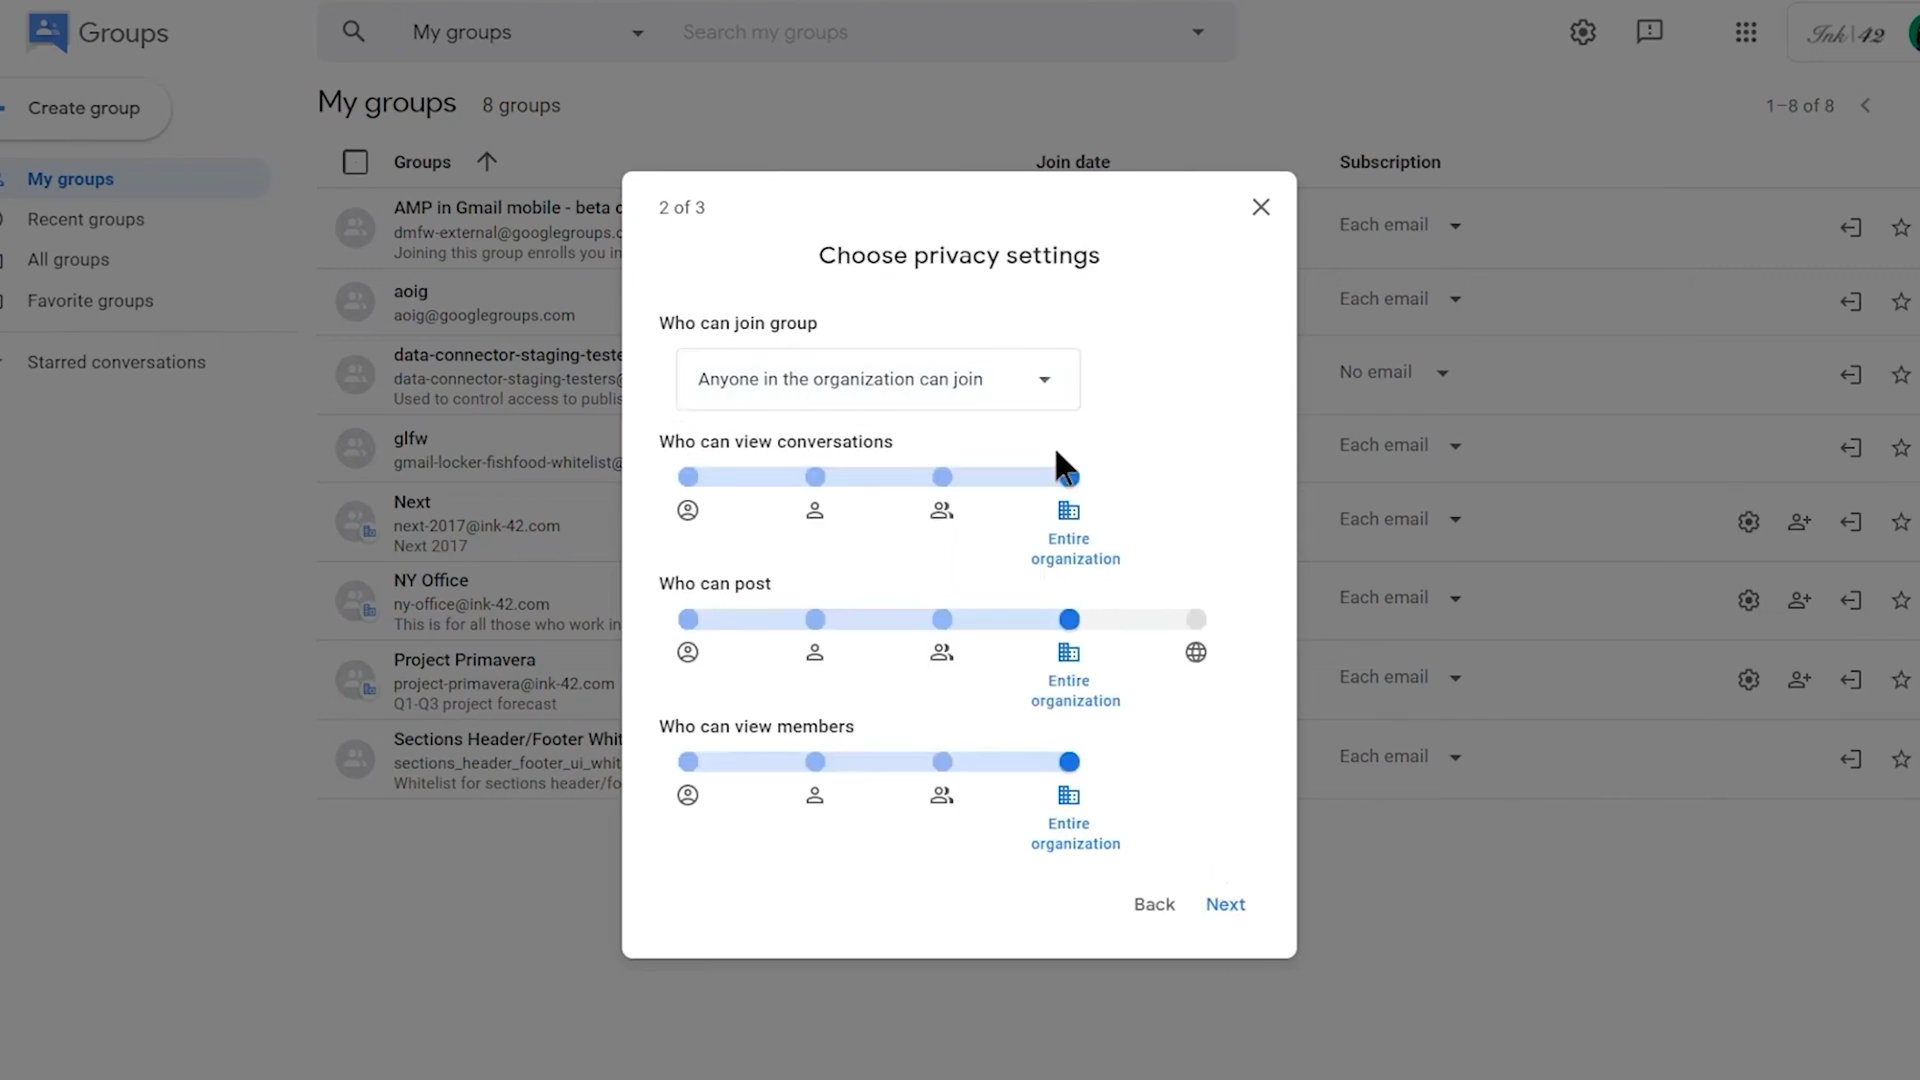 Groups
My groups
Search my groups
Ink|42
Create group
My groups
8 groups
1–8 of 8
Groups
Join date
Subscription
My groups
Recent groups
All groups
Favorite groups
Starred conversations
AMP in Gmail mobile - beta
dmfw-external@googlegroups.c
Joining this group enrolls you in
Each email
aoig
aoig@googlegroups.com
Each email
data-connector-staging-teste
data-connector-staging-testers@
Used to control access to publis
No email
glfw
gmail-locker-fishfood-whitelist@
Each email
Next
next-2017@ink-42.com
Next 2017
Each email
NY Office
ny-office@ink-42.com
This is for all those who work in
Each email
Project Primavera
project-primavera@ink-42.com
Q1-Q3 project forecast
Each email
Sections Header/Footer Whit
sections_header_footer_ui_whit
Whitelist for sections header/fo
Each email
2 of 3
Choose privacy settings
Who can join group
Anyone in the organization can join
Who can view conversations
Entire
organization
Who can post
Entire
organization
Who can view members
Entire
organization
Back
Next